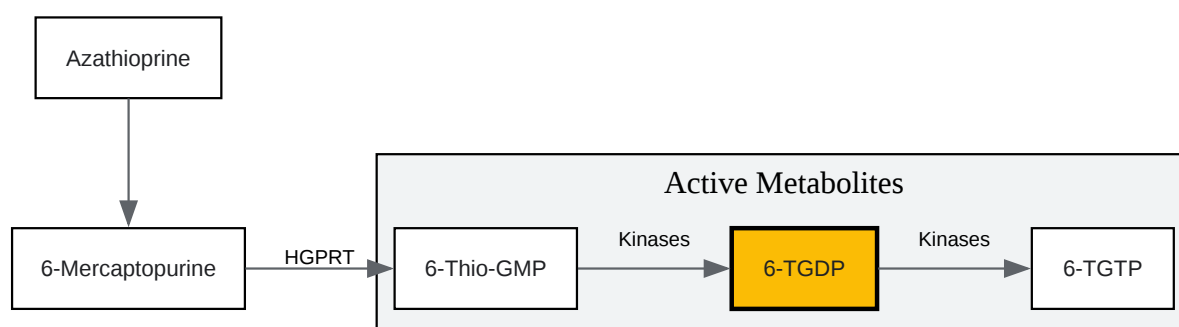 Azathioprine
Active Metabolites
6-Mercaptopurine
HGPRT
6-Thio-GMP
Kinases
6-TGDP
Kinases
6-TGTP